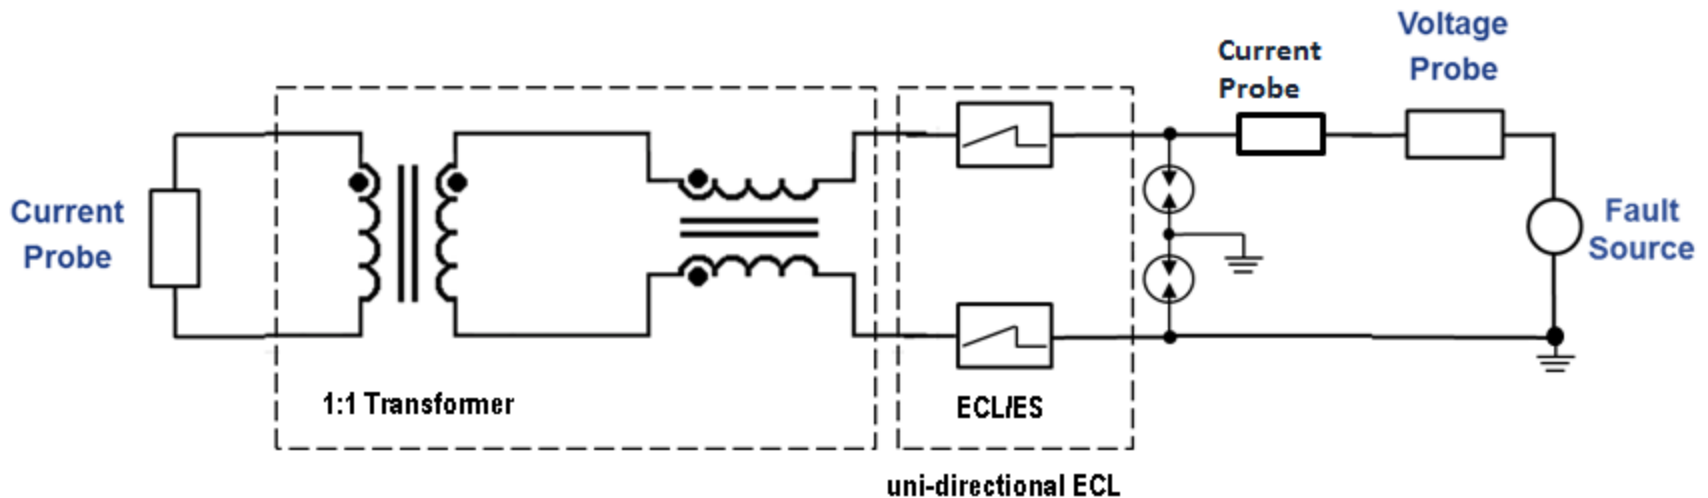 Voltage
Probe
Current
Probe
Current
Probe
Fault
Source
1:1 Transformer
ECL/ES
uni-directional ECL